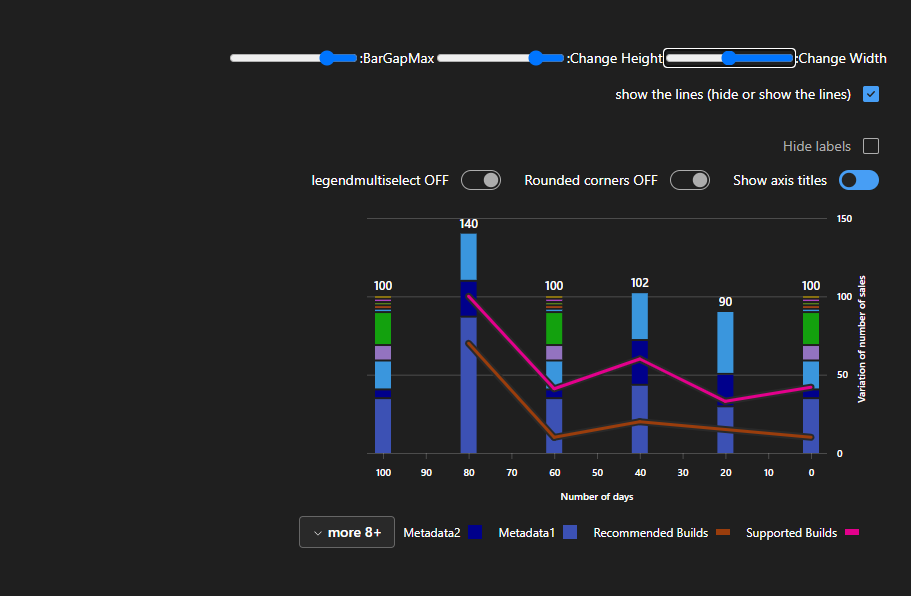 :BarGapMax :Change Height :Change Width
show the lines (hide or show the lines)
Hide labels
legendmultiselect OFF Rounded corners OFF Show axis titles
150
140
100 100 102 90 100 100
50
0
Variation of number of sales
100 90 80 70 60 50 40 30 20 10 0
Number of days
more 8+ Metadata2 Metadata1 Recommended Builds Supported Builds